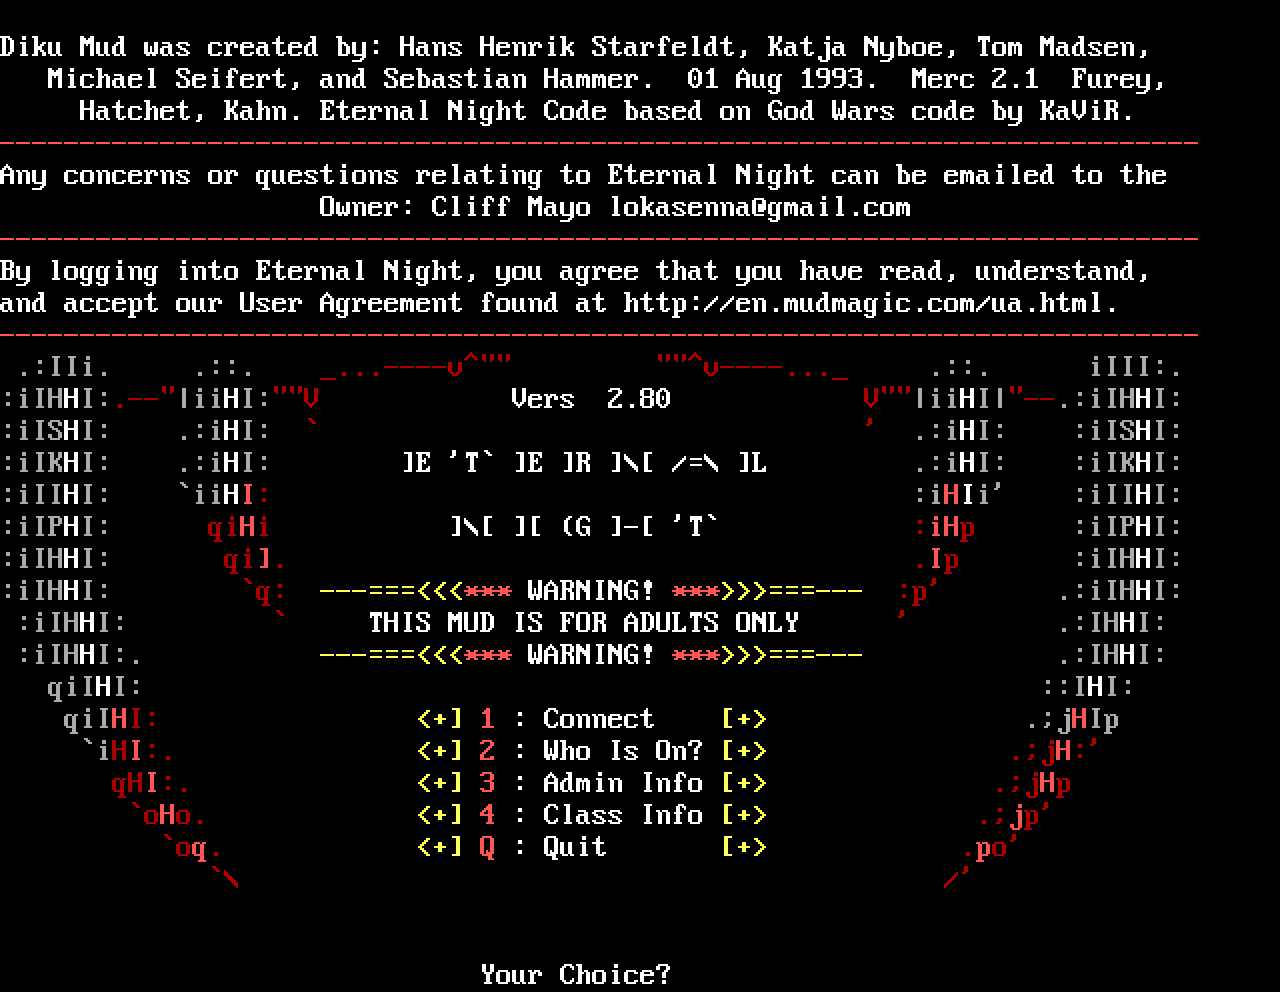 Diku Mud was created by: Hans Henrik Starfeldt, Katja Nyboe, Tom Madsen,
Michael Seifert, and Sebastian Hammer.  01 Aug 1993.  Merc 2.1  Furey,
Hatchet, Kahn. Eternal Night Code based on God Wars code by KaViR.
Any concerns or questions relating to Eternal Night can be emailed to the
Owner: Cliff Mayo lokasenna@gmail.com
By logging into Eternal Night, you agree that you have read, understand,
and accept our User Agreement found at http://en.mudmagic.com/ua.html.
Vers  2.80
]E 'T` ]E ]R ]\[ /=\ ]L
]\[ ][ (G ]-[ 'T`
---===<<<*** WARNING! ***>>>===---
THIS MUD IS FOR ADULTS ONLY
---===<<<*** WARNING! ***>>>===---
<+] 1 : Connect    [+>
<+] 2 : Who Is On? [+>
<+] 3 : Admin Info [+>
<+] 4 : Class Info [+>
<+] Q : Quit       [+>
Your Choice?